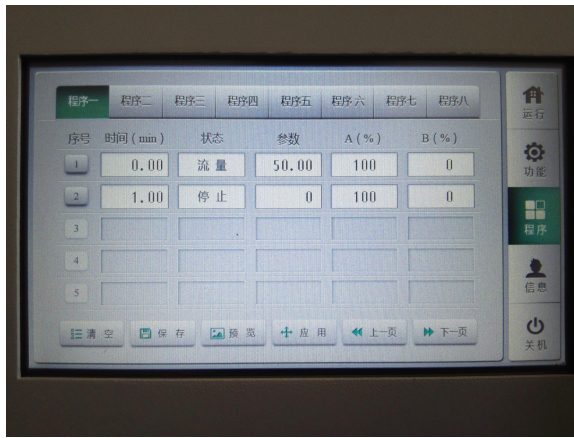 程序一 程序二 程序三 程序四 程序五 程序六 程序七 程序八
序号 时间(min) 状态 参数 A(%) B(%)
1 0.00 流量 50.00 100 0
2 1.00 停止 0 100 0
3
4
5
清空 保存 预览 应用 上一页 下一页
运行
功能
程序
信息
关机